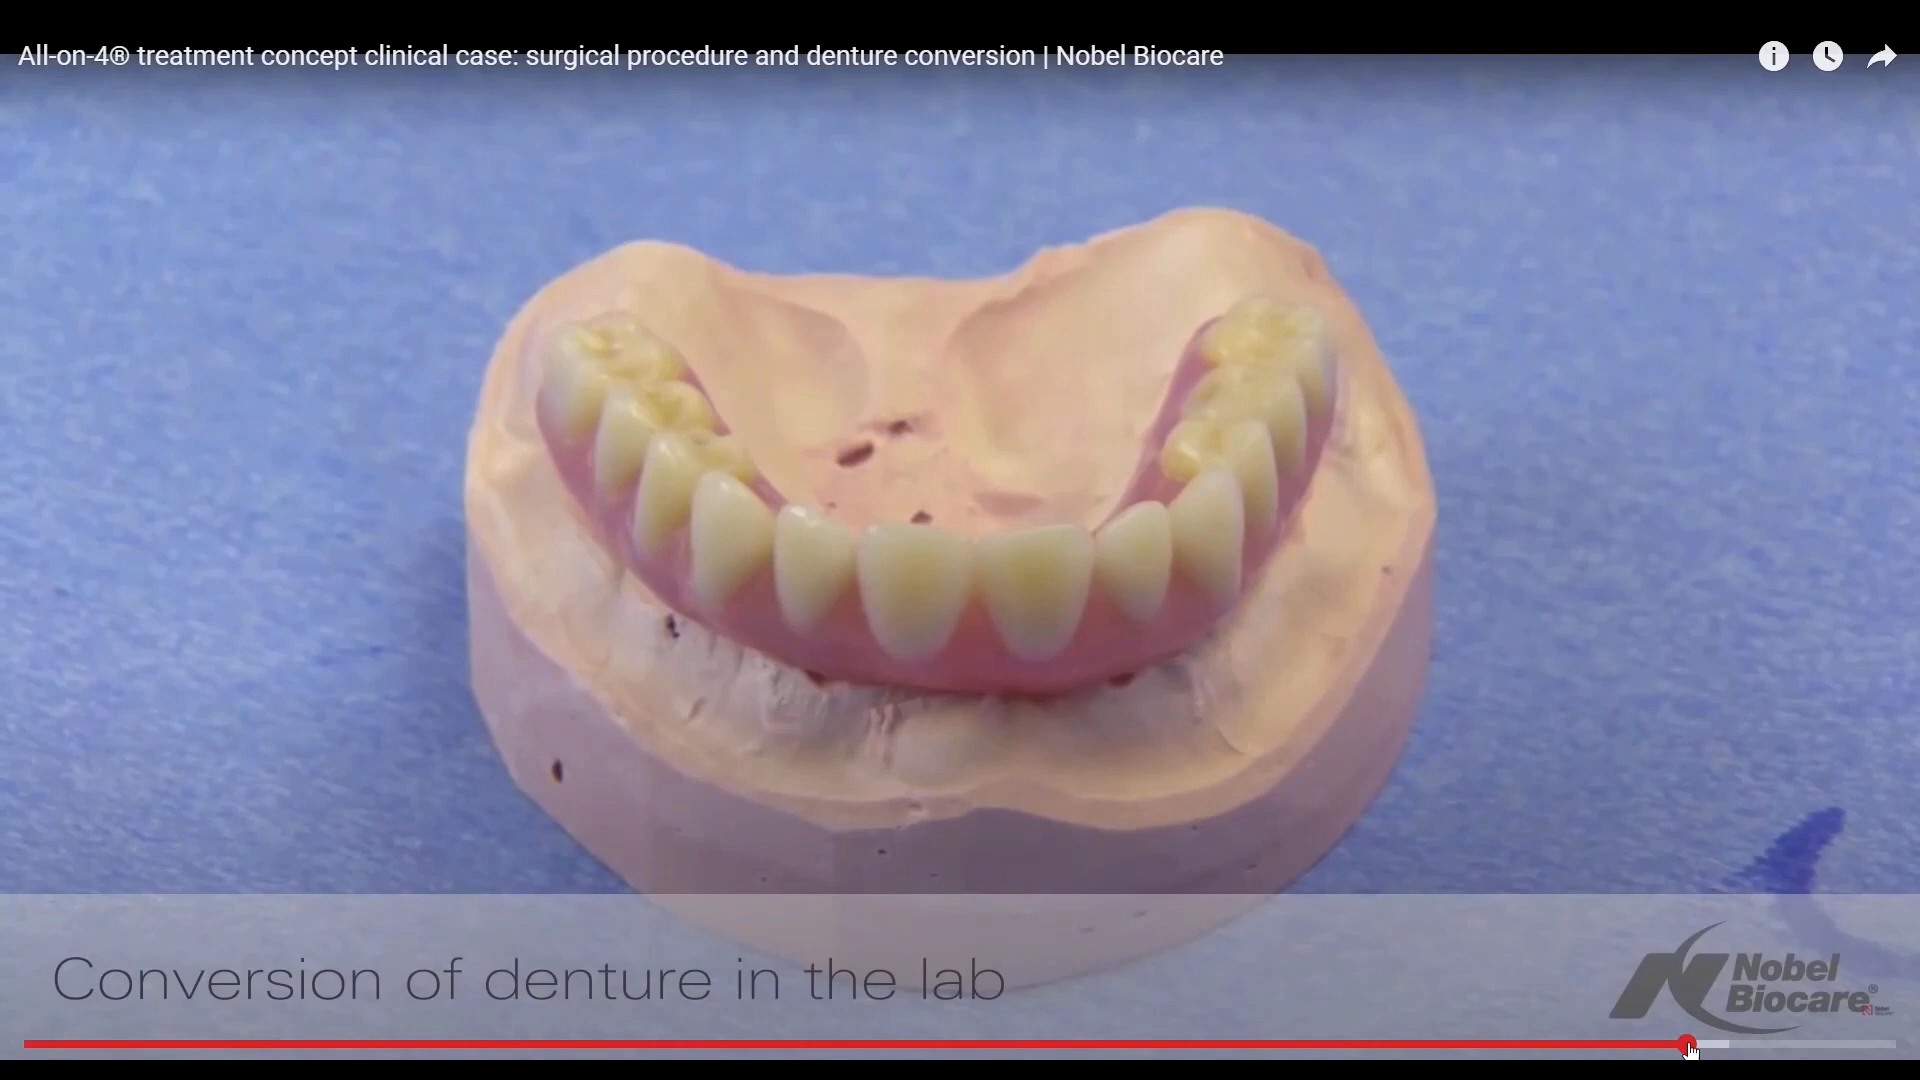 All-on-4® treatment concept clinical case: surgical procedure and denture conversion | Nobel Biocare
Conversion of denture in the lab
Nobel
Biocare®